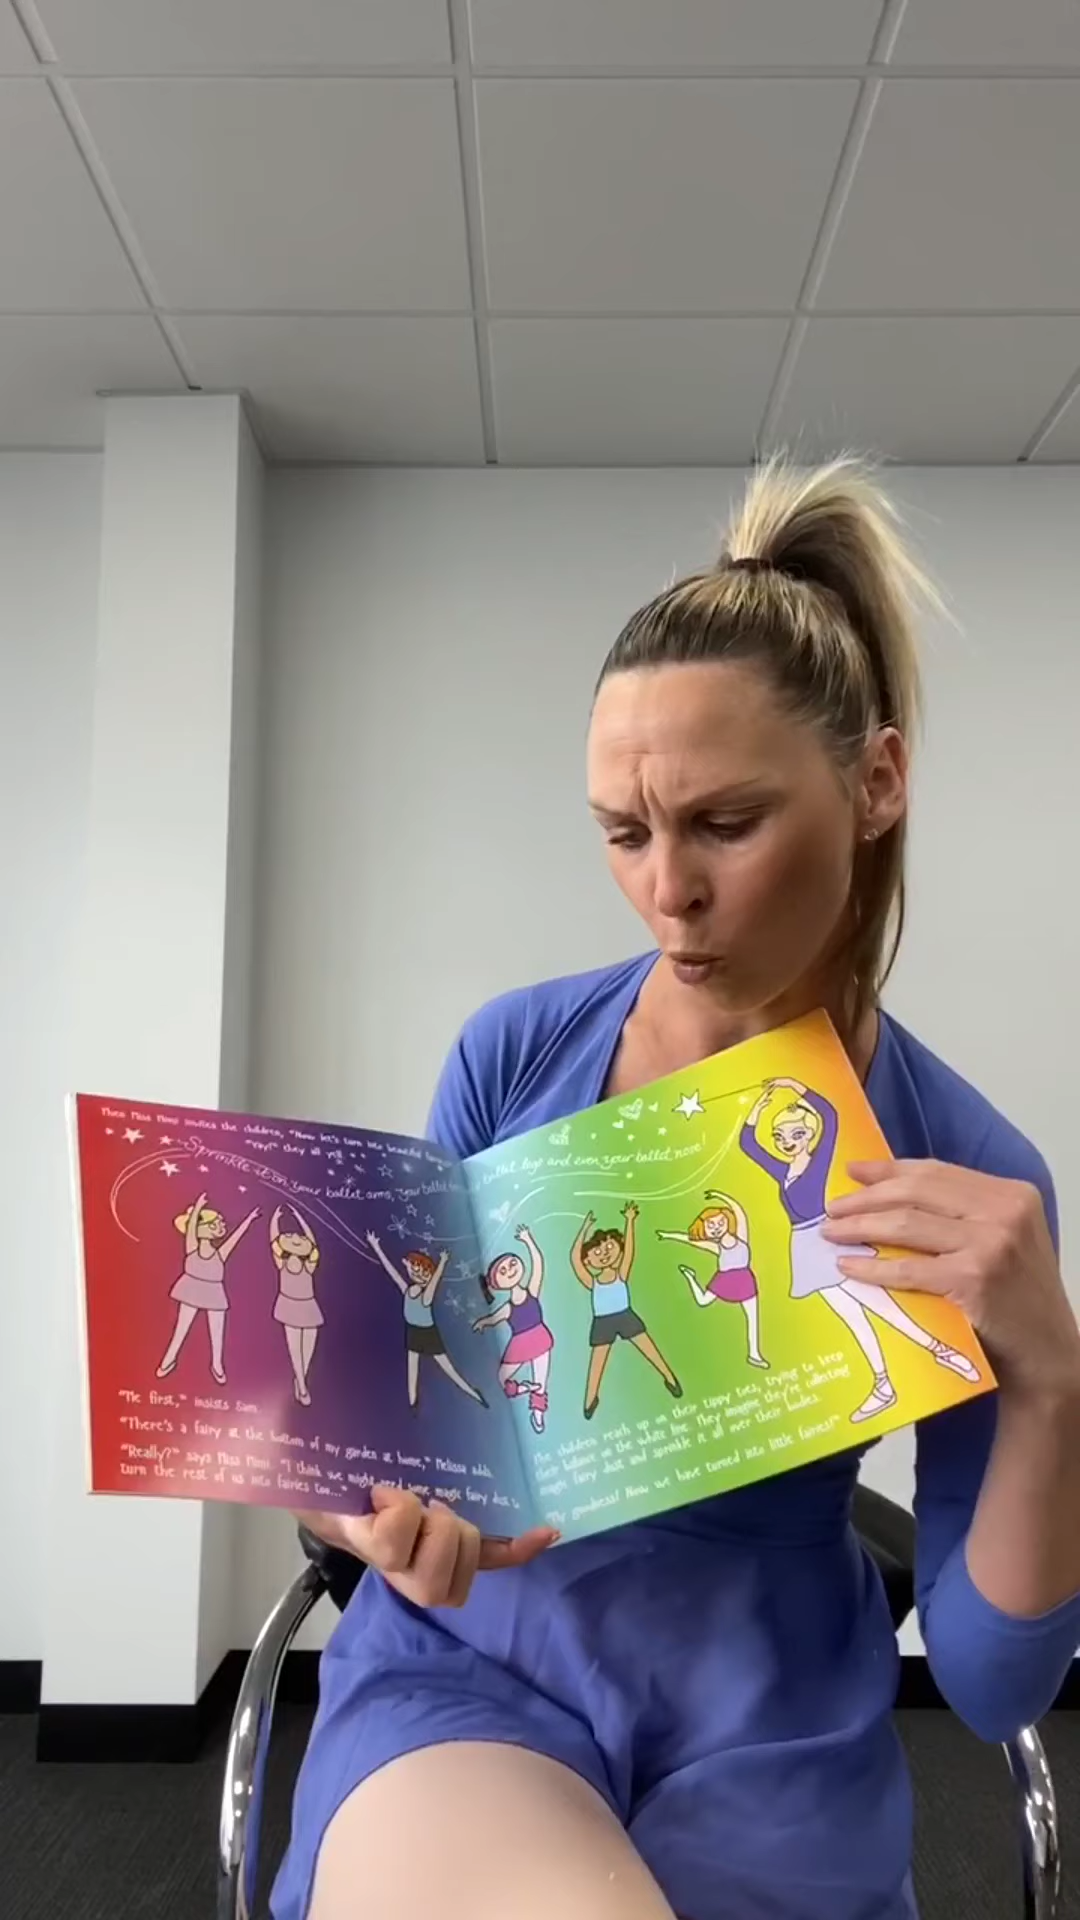 Then Miss Mimi invites the children, "Now let's turn into beautiful
"Yay!" they all yell
Sprinkle it on your ballet arms, your ballet
ballet legs and even your ballet nose!
"Me first," insists Sam.
"There's a fairy at the bottom of my garden at home," Melissa adds.
"Really?" says Miss Mimi. "I think we might need some magic fairy dust to
turn the rest of us into fairies too..."
The children reach up on their tippy toes, trying to keep
their balance on the white line. They imagine they're collecting
magic fairy dust and sprinkle it all over their bodies.
"My goodness! Now we have turned into little fairies!"